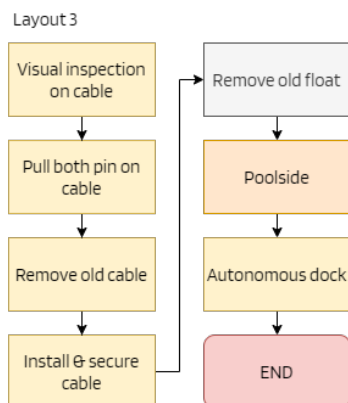 Layout 3
Visual inspection
on cable
Pull both pin on
cable
Remove old cable
Install & secure
cable
Remove old float
Poolside
Autonomous dock
END